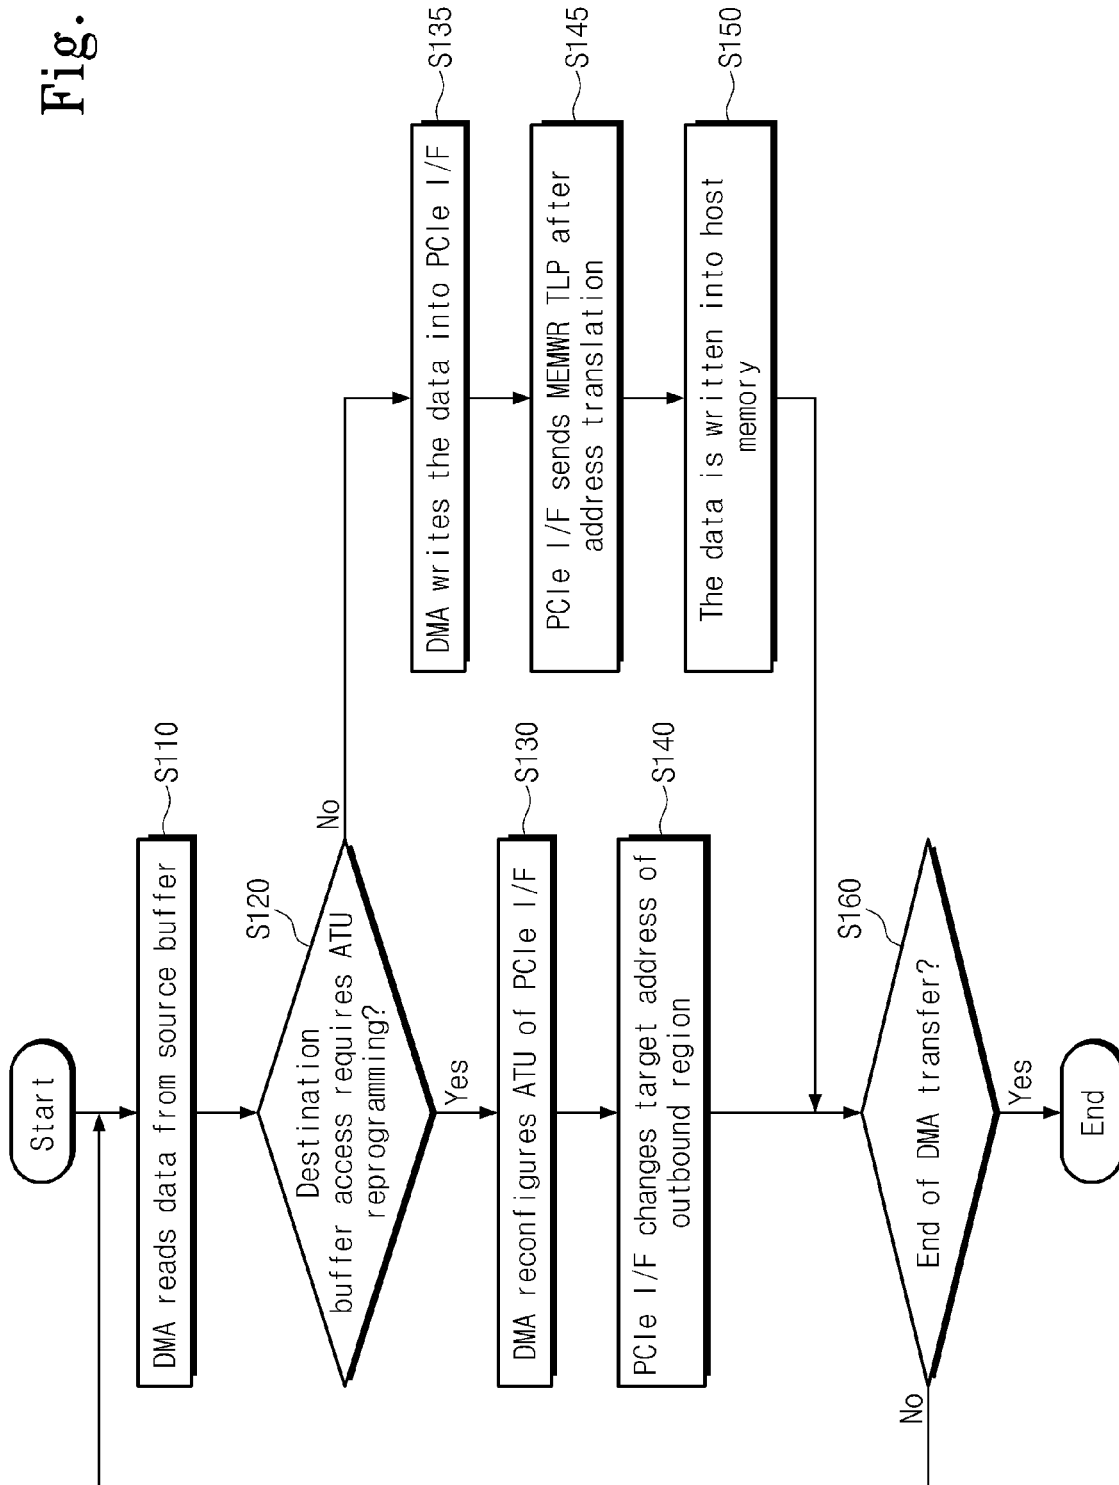 Fig.
Start
DMA reads data from source buffer
S110
Destination
buffer access requires ATU
reprogramming?
S120
No
Yes
DMA reconfigures ATU of PCIe I/F
S130
PCIe I/F changes target address of
outbound region
S140
DMA writes the data into PCIe I/F
S135
PCIe I/F sends MEMWR TLP after
address translation
S145
The data is written into host
memory
S150
End of DMA transfer?
S160
No
Yes
End